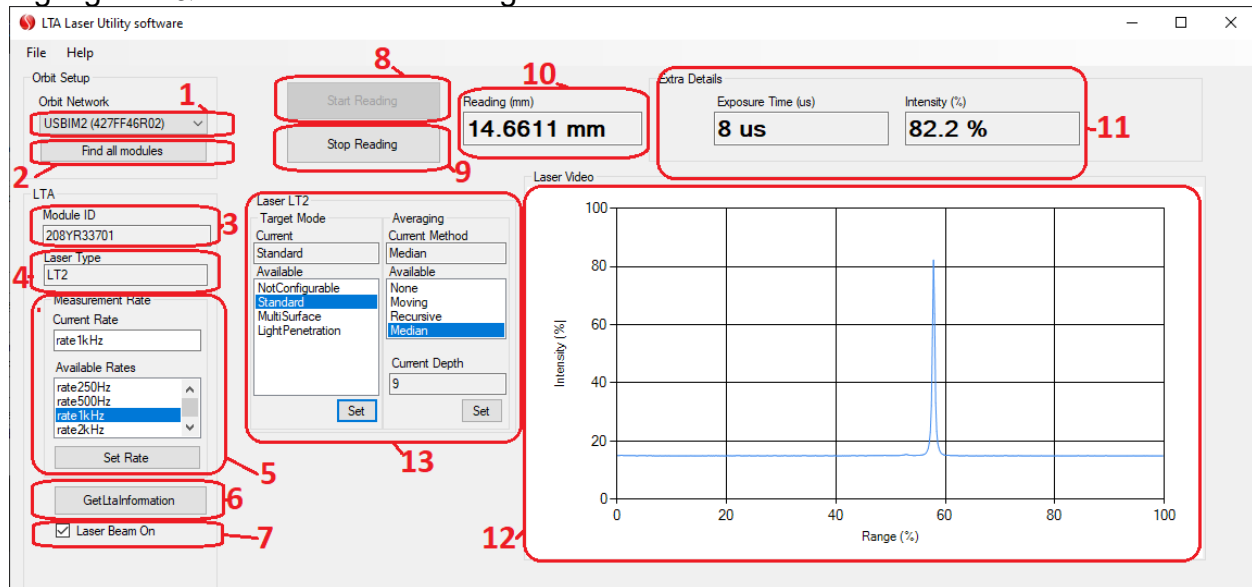 LTA Laser Utility software
File Help
Orbit Setup
Orbit Network
USBIM2 (427FF46R02)
Find all modules
1
2
LTA
Module ID
208YR33701
3
Laser Type
LT2
4
Measurement Rate
Current Rate
rate1kHz
Available Rates
rate250Hz
rate500Hz
rate1kHz
rate2kHz
Set Rate
5
GetLtaInformation
6
Laser Beam On
7
8
Start Reading
Stop Reading
9
10
Reading (mm)
14.6611 mm
Extra Details
Exposure Time (us)
8 us
Intensity (%)
82.2 %
11
Laser LT2
Target Mode
Current
Standard
Available
NotConfigurable
Standard
MultiSurface
LightPenetration
Set
Averaging
Current Method
Median
Available
None
Moving
Recursive
Median
Current Depth
9
Set
13
Laser Video
100
80
60
40
20
0
Intensity (%|
0 20 40 60 80 100
Range (%)
12